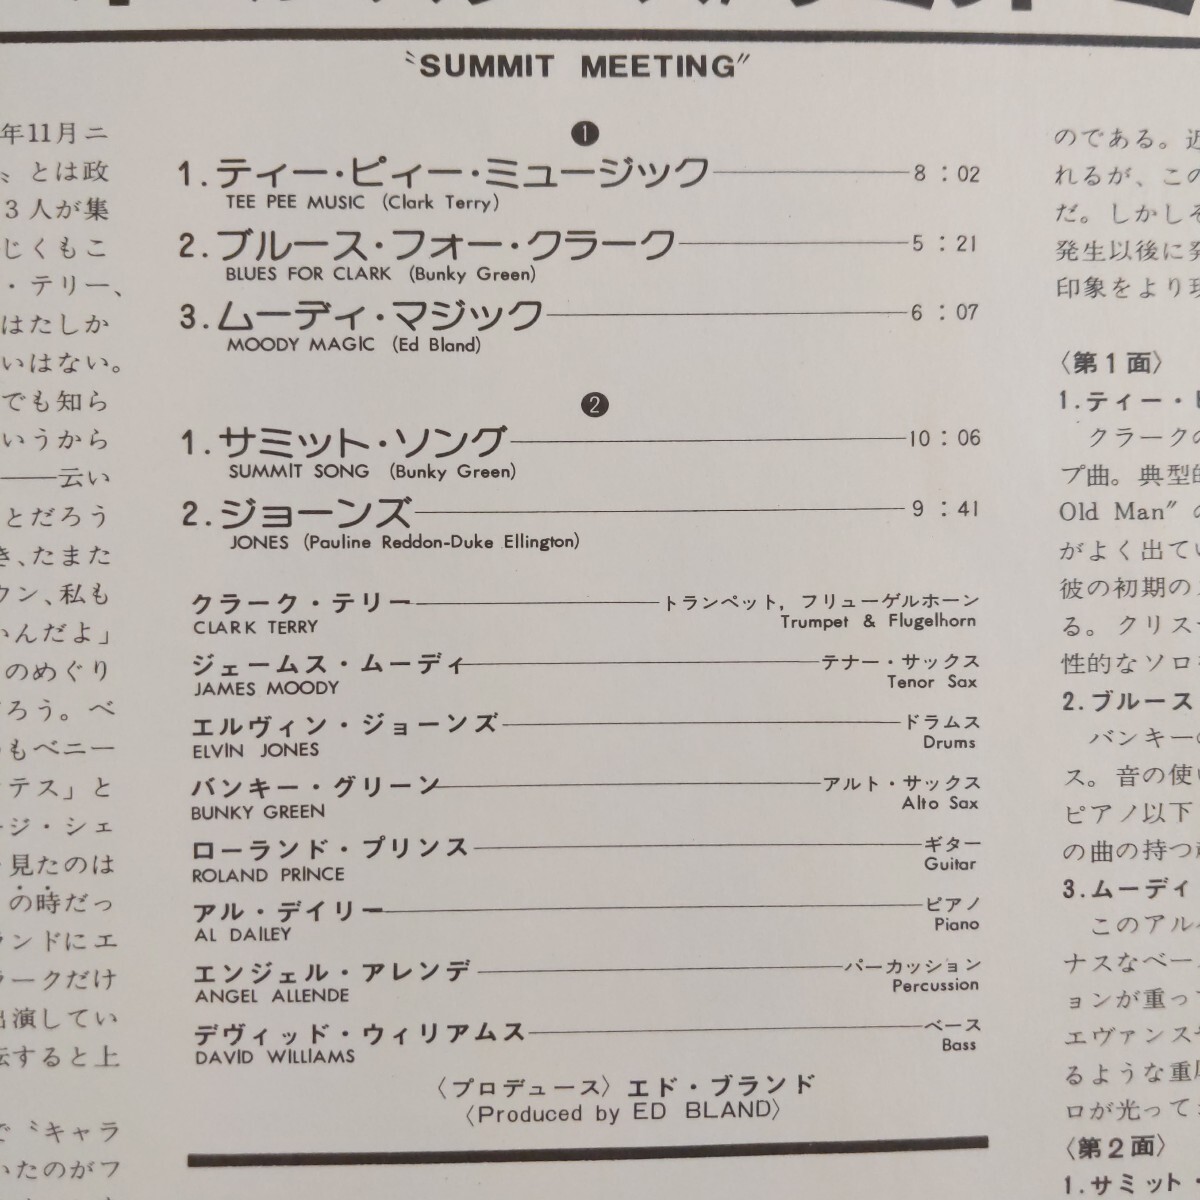 〝SUMMIT MEETING〞
❶
1.ティー・ピィー・ミュージック 8:02
TEE PEE MUSIC (Clark Terry)
2.ブルース・フォー・クラーク 5:21
BLUES FOR CLARK (Bunky Green)
3.ムーディ・マジック 6:07
MOODY MAGIC (Ed Bland)
❷
1.サミット・ソング 10:06
SUMMIT SONG (Bunky Green)
2.ジョーンズ 9:41
JONES (Pauline Reddon-Duke Ellington)
クラーク・テリー トランペット, フリューゲルホーン
CLARK TERRY Trumpet & Flugelhorn
ジェームス・ムーディ テナー・サックス
JAMES MOODY Tenor Sax
エルヴィン・ジョーンズ ドラムス
ELVIN JONES Drums
バンキー・グリーン アルト・サックス
BUNKY GREEN Alto Sax
ローランド・プリンス ギター
ROLAND PRINCE Guitar
アル・デイリー ピアノ
AL DAILEY Piano
エンジェル・アレンデ パーカッション
ANGEL ALLENDE Percussion
デヴィッド・ウィリアムス ベース
DAVID WILLIAMS Bass
〈プロデュース〉エド・ブランド
〈Produced by ED BLAND〉
年11月ニ
〟とは政
3人が集
じくもこ
・テリー、
はたしか
いはない。
でも知ら
いうから
――云い
とだろう
き、たまた
ウン、私も
いんだよ」
のめぐり
ろう。ベ
もベニー
テス」と
ジ・シェ
見たのは
の時だっ
ランドにエ
ラークだけ
出演してい
転すると上
で〝キャラ
いたのがフ
のである。近
れるが、この
だ。しかしそ
発生以後に発
印象をより現
〈第1面〉
1.ティー・ピ
クラークの
プ曲。典型的
Old Man〞の
がよく出てい
彼の初期の
る。クリス
性的なソロ
2.ブルース
バンキーの
ス。音の使い
ピアノ以下
の曲の持つ
3.ムーディ
このアル
ナスなベー
ョンが重って
エヴァンス
るような重
ロが光って
〈第2面〉
1.サミット・